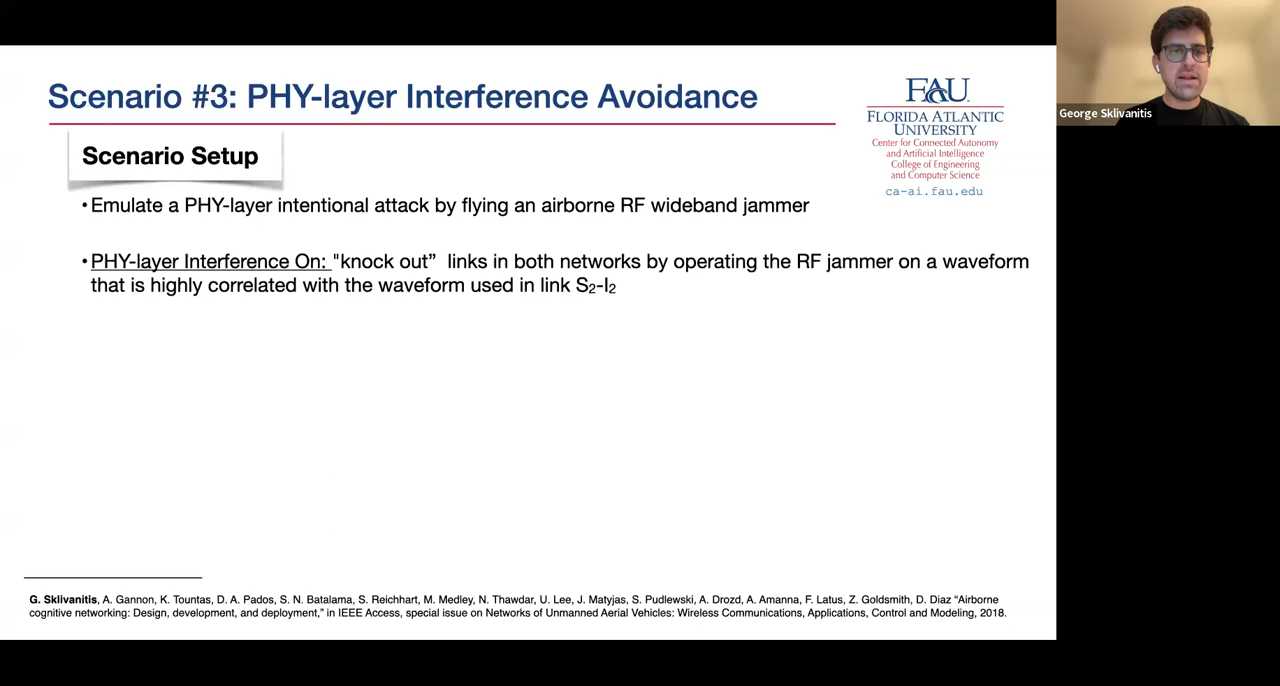 Scenario #3: PHY-layer Interference Avoidance
FAU
FLORIDA ATLANTIC
UNIVERSITY
Center for Connected Autonomy
and Artificial Intelligence
College of Engineering
and Computer Science
ca-ai.fau.edu
George Sklivanitis
Scenario Setup
•Emulate a PHY-layer intentional attack by flying an airborne RF wideband jammer
•PHY-layer Interference On: "knock out” links in both networks by operating the RF jammer on a waveform
that is highly correlated with the waveform used in link S2-I2
G. Sklivanitis, A. Gannon, K. Tountas, D. A. Pados, S. N. Batalama, S. Reichhart, M. Medley, N. Thawdar, U. Lee, J. Matyjas, S. Pudlewski, A. Drozd, A. Amanna, F. Latus, Z. Goldsmith, D. Diaz “Airborne
cognitive networking: Design, development, and deployment,” in IEEE Access, special issue on Networks of Unmanned Aerial Vehicles: Wireless Communications, Applications, Control and Modeling, 2018.